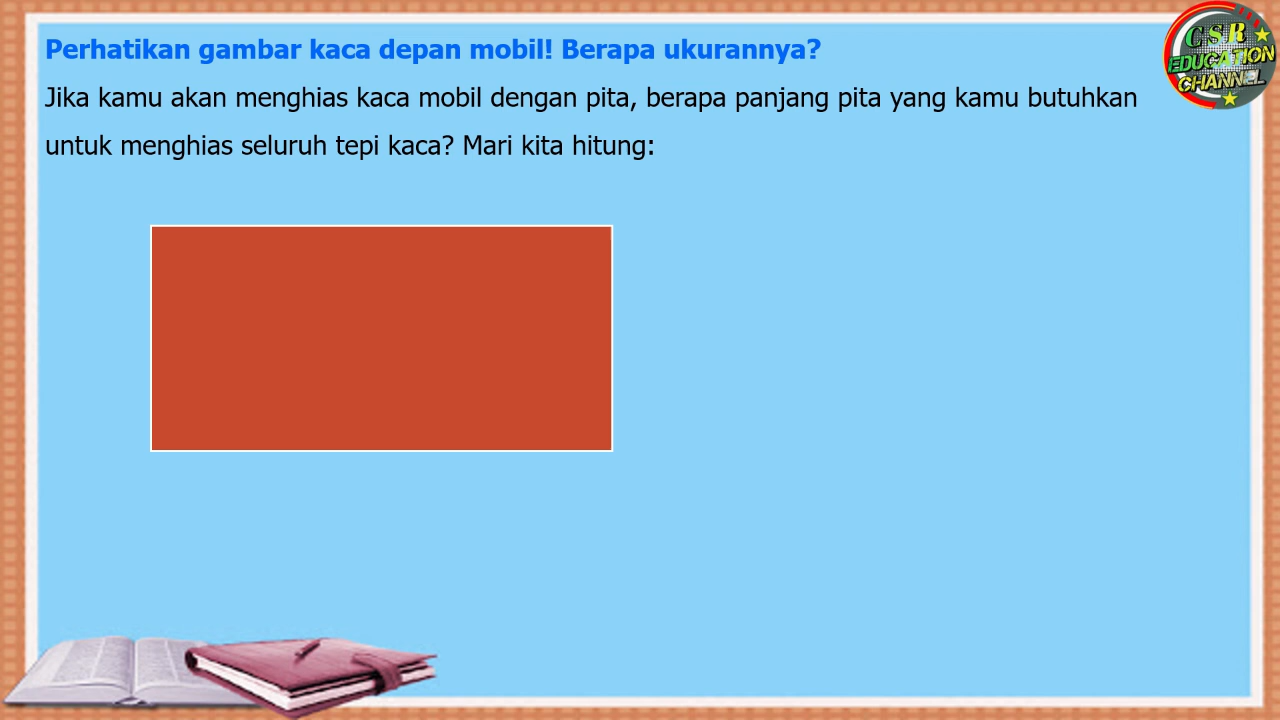 Perhatikan gambar kaca depan mobil! Berapa ukurannya?
Jika kamu akan menghias kaca mobil dengan pita, berapa panjang pita yang kamu butuhkan
untuk menghias seluruh tepi kaca? Mari kita hitung:
CSR
EDUCATION
CHANNEL